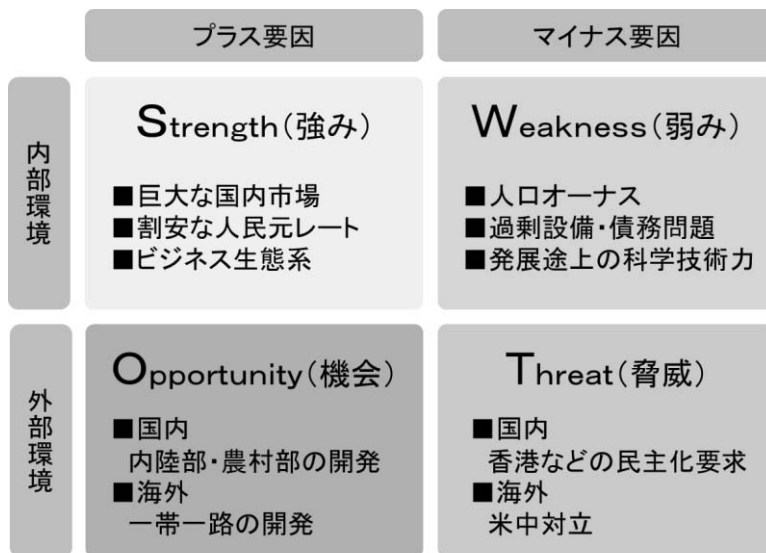 プラス要因
マイナス要因
内部環境
Strength(強み)
■巨大な国内市場
■割安な人民元レート
■ビジネス生態系
Weakness(弱み)
■人口オーナス
■過剰設備・債務問題
■発展途上の科学技術力
外部環境
Opportunity(機会)
■国内
内陸部・農村部の開発
■海外
一帯一路の開発
Threat(脅威)
■国内
香港などの民主化要求
■海外
米中対立